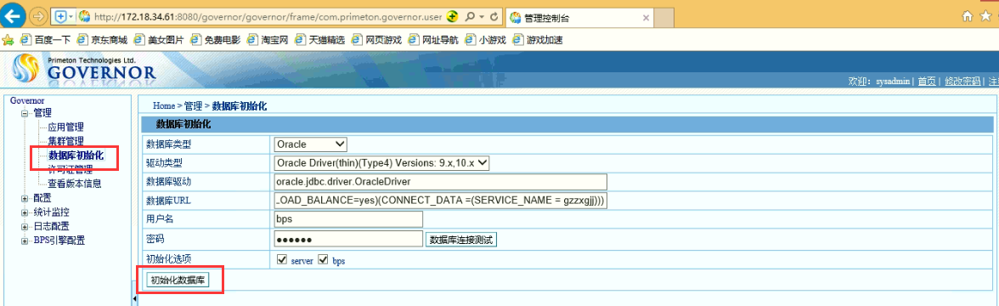 http://172.18.34.61:8080/governor/governor/frame/com.primeton.governor.user
管理控制台
百度一下 京东商城 美女图片 免费电影 淘宝网 天猫精选 网页游戏 网址导航 小游戏 游戏加速
Primeton Technologies Ltd.
GOVERNOR
欢迎: sysadmin | 首页 | 修改密码 |
Governor
管理
应用管理
集群管理
数据库初始化
许可证管理
查看版本信息
配置
统计监控
日志配置
BPS引擎配置
Home > 管理 > 数据库初始化
数据库初始化
数据库类型 Oracle
驱动类型 Oracle Driver(thin)(Type4) Versions: 9.x,10.x
数据库驱动 oracle.jdbc.driver.OracleDriver
数据库URL LOAD_BALANCE=yes)(CONNECT_DATA =(SERVICE_NAME = gzzxgjj)))
用户名 bps
密码 ●●●●●● 数据库连接测试
初始化选项 server bps
初始化数据库